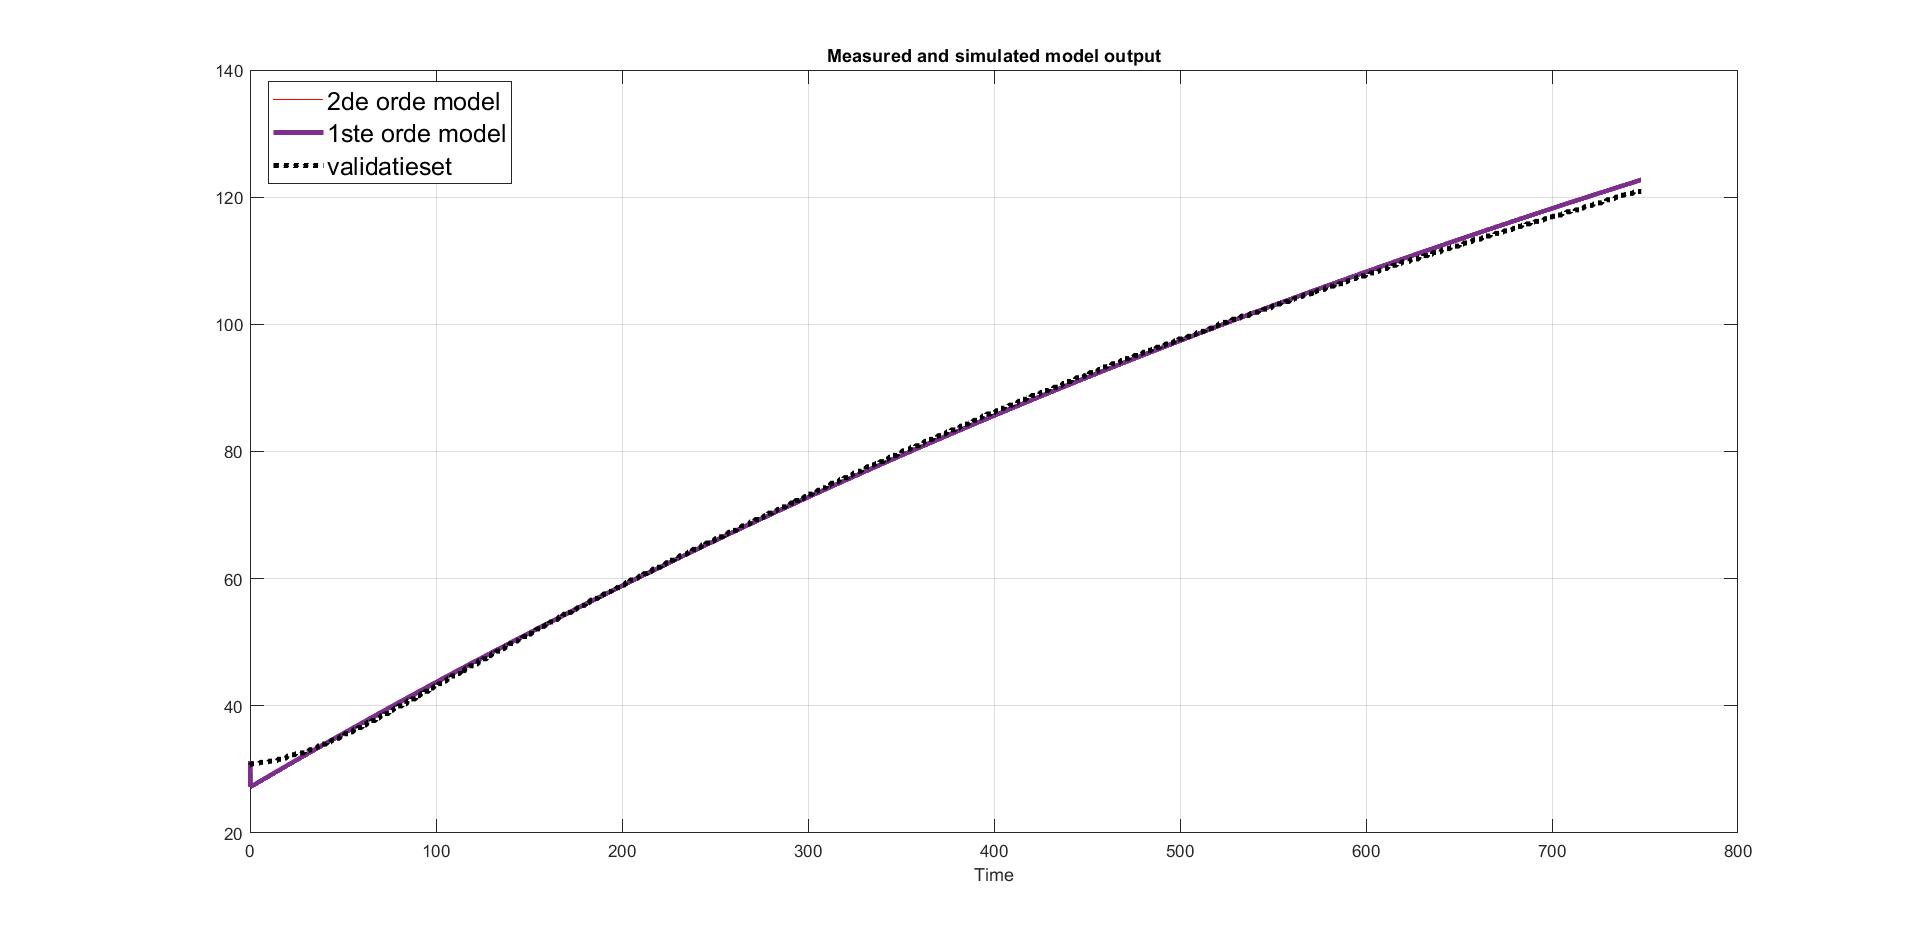 Measured and simulated model output
140
120
100
80
60
40
20
2de orde model
1ste orde model
validatieset
0 100 200 300 400 500 600 700 800
Time